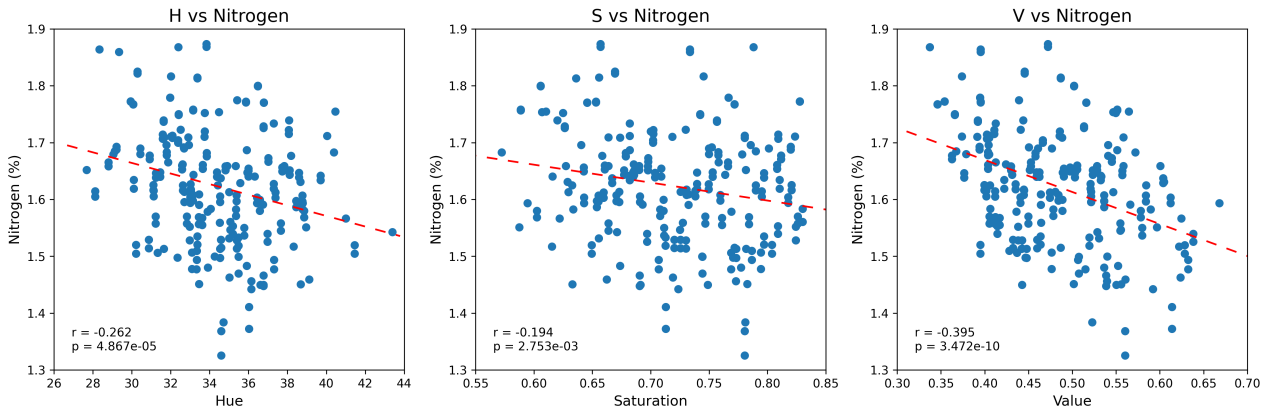 H vs Nitrogen
S vs Nitrogen
V vs Nitrogen
Nitrogen (%)
1.9
1.8
1.7
1.6
1.5
1.4
1.3
r = -0.262
p = 4.867e-05
26 28 30 32 34 36 38 40 42 44
Hue
Nitrogen (%)
1.9
1.8
1.7
1.6
1.5
1.4
1.3
r = -0.194
p = 2.753e-03
0.55 0.60 0.65 0.70 0.75 0.80 0.85
Saturation
Nitrogen (%)
1.9
1.8
1.7
1.6
1.5
1.4
1.3
r = -0.395
p = 3.472e-10
0.30 0.35 0.40 0.45 0.50 0.55 0.60 0.65 0.70
Value